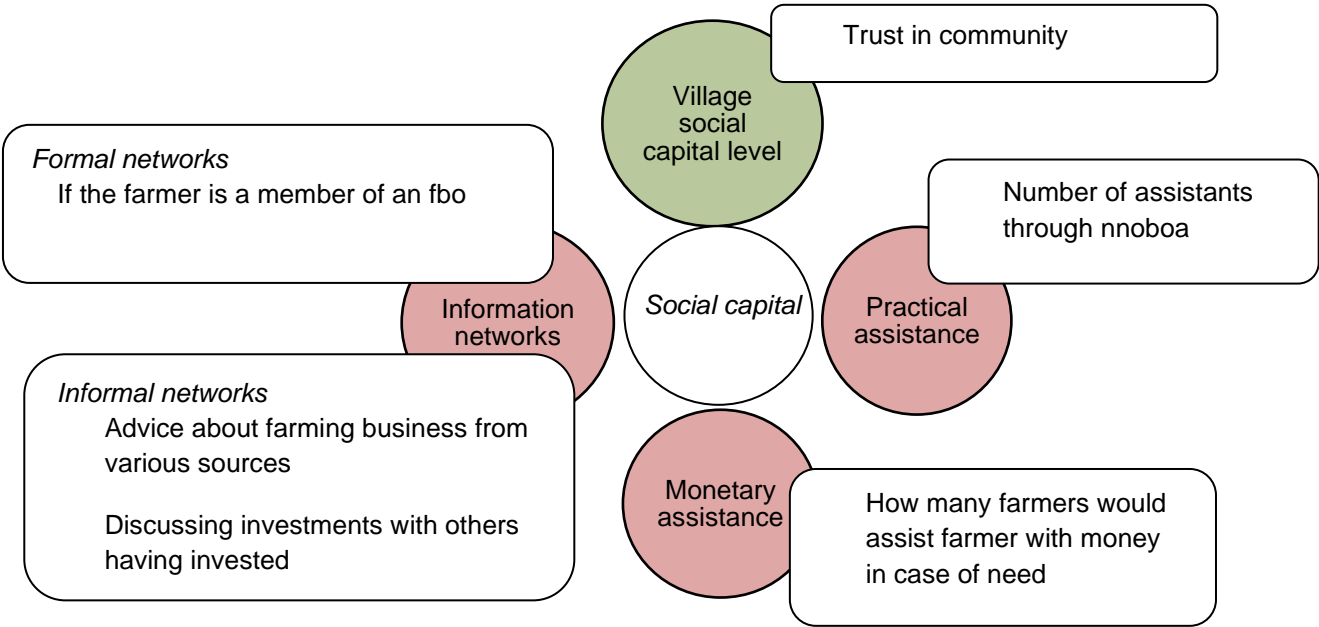 Trust in community
Village
social
capital level
Formal networks
If the farmer is a member of an fbo
Number of assistants
through nnoboa
Information
networks
Social capital
Practical
assistance
Informal networks
Advice about farming business from
various sources
Discussing investments with others
having invested
Monetary
assistance
How many farmers would
assist farmer with money
in case of need